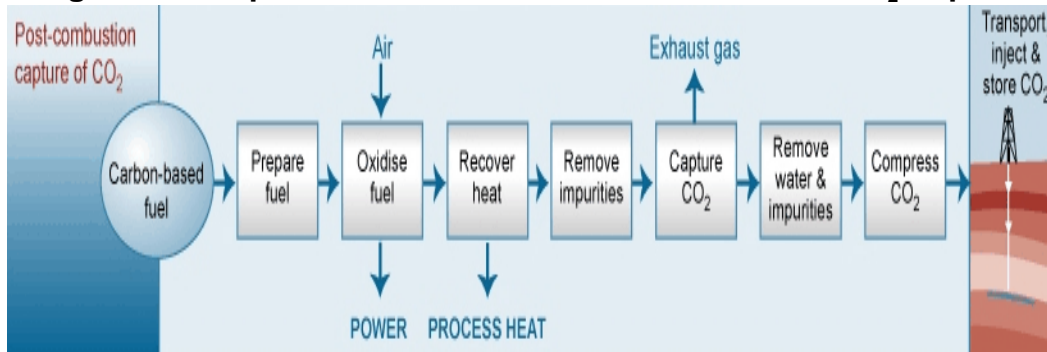 Post-combustion
capture of CO₂
Carbon-based
fuel
Prepare
fuel
Air
Oxidise
fuel
POWER
Recover
heat
PROCESS HEAT
Remove
impurities
Exhaust gas
Capture
CO₂
Remove
water &
impurities
Compress
CO₂
Transport
inject &
store CO₂